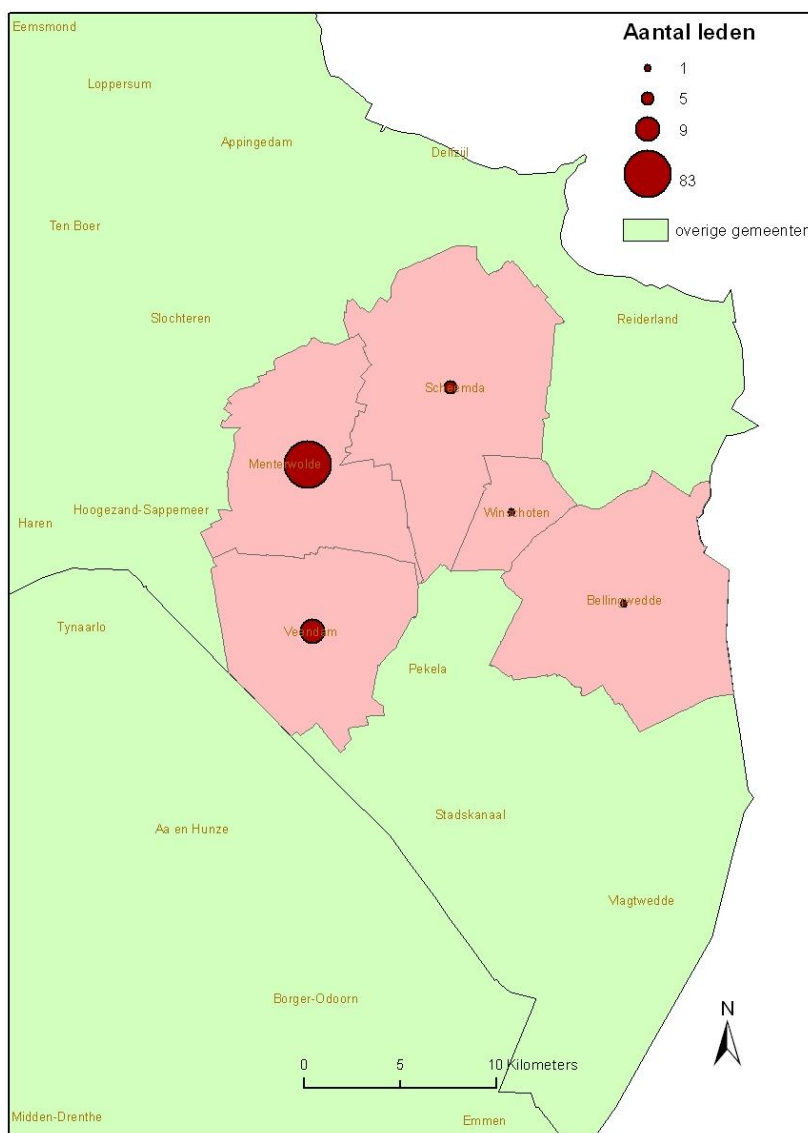 Eemsmond
Aantal leden
1
Loppersum
5
9
Appingedam
Delfzijl
83
Ten Boer
overige gemeenten
Slochteren
Reiderland
Scheemda
Menterwolde
Hoogezand-Sappemeer
Winschoten
Haren
Bellingwedde
Tynaarlo
Veendam
Pekela
Stadskanaal
Aa en Hunze
Vlagtwedde
Borger-Odoorn
N
0 5 10 Kilometers
Midden-Drenthe
Emmen